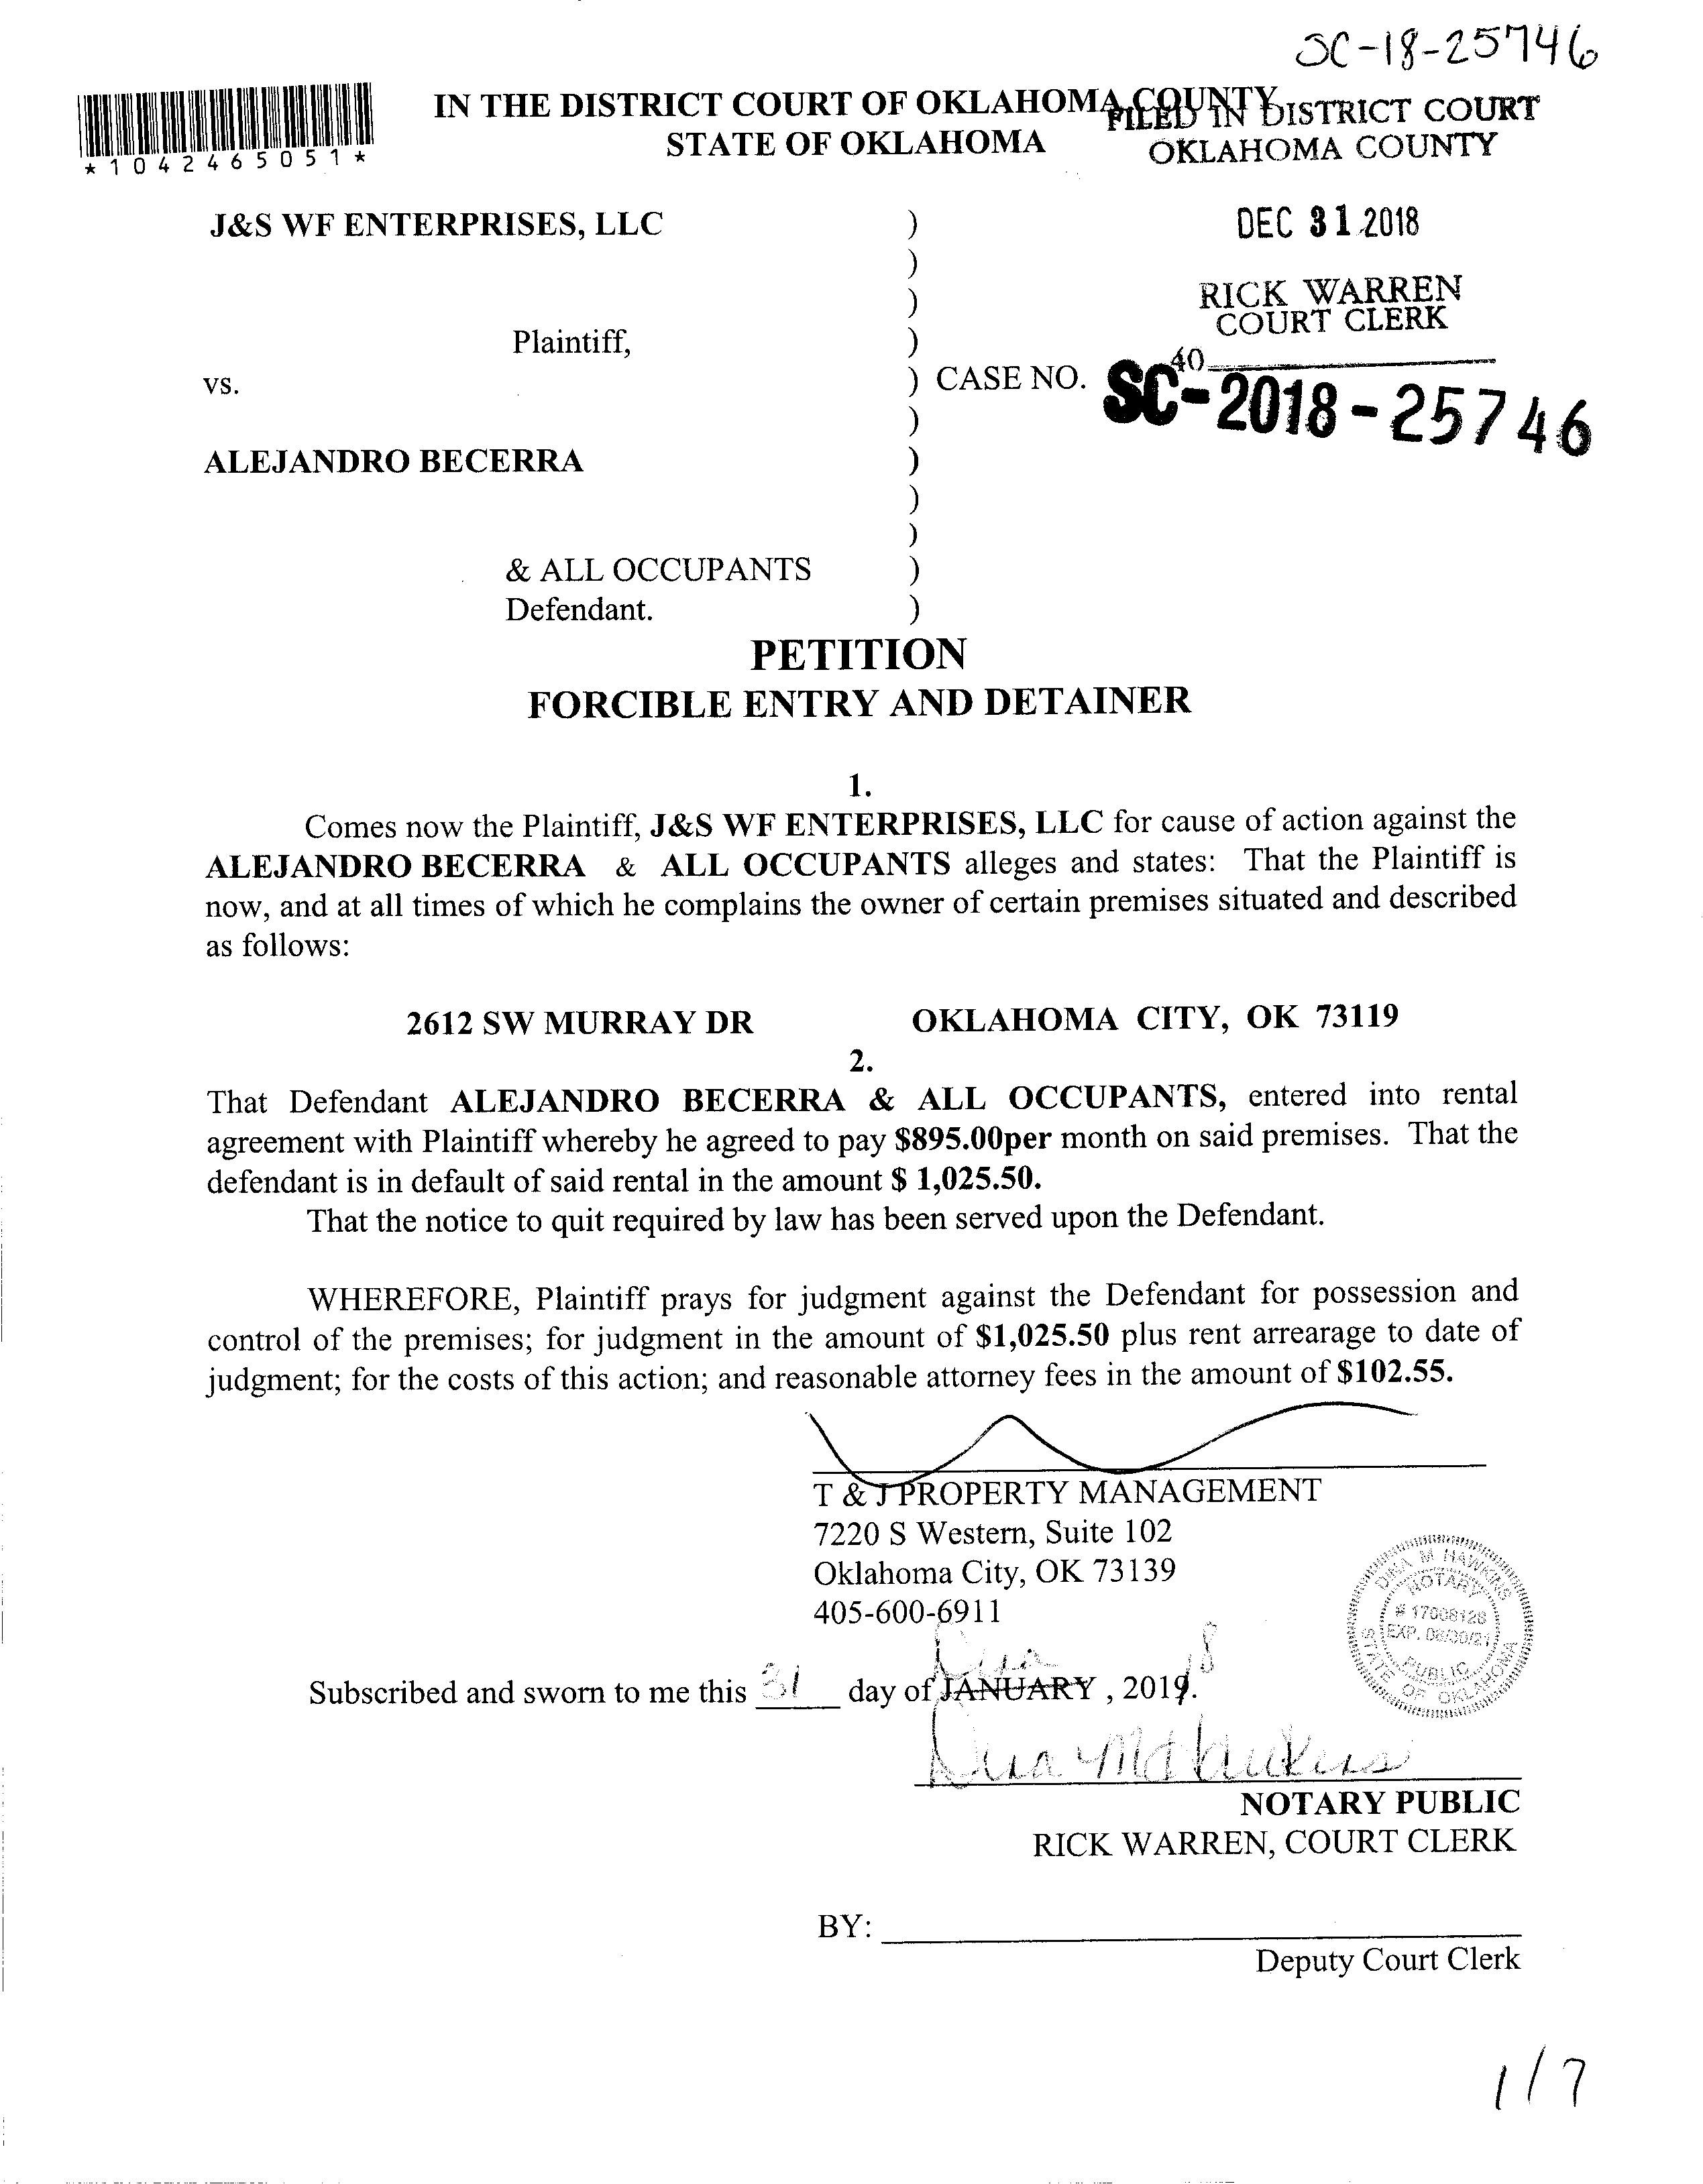 SC-18-25746
*1042465051*
IN THE DISTRICT COURT OF OKLAHOMA COUNTY
STATE OF OKLAHOMA
FILED IN DISTRICT COURT
OKLAHOMA COUNTY
DEC 31 2018
RICK WARREN
COURT CLERK
40
J&S WF ENTERPRISES, LLC )
)
)
Plaintiff, )
vs. ) CASE NO. SC-2018-25746
)
ALEJANDRO BECERRA )
)
)
& ALL OCCUPANTS )
Defendant. )
PETITION
FORCIBLE ENTRY AND DETAINER
1.
Comes now the Plaintiff, J&S WF ENTERPRISES, LLC for cause of action against the
ALEJANDRO BECERRA & ALL OCCUPANTS alleges and states: That the Plaintiff is
now, and at all times of which he complains the owner of certain premises situated and described
as follows:
2612 SW MURRAY DR OKLAHOMA CITY, OK 73119
2.
That Defendant ALEJANDRO BECERRA & ALL OCCUPANTS, entered into rental
agreement with Plaintiff whereby he agreed to pay $895.00per month on said premises. That the
defendant is in default of said rental in the amount $ 1,025.50.
That the notice to quit required by law has been served upon the Defendant.
WHEREFORE, Plaintiff prays for judgment against the Defendant for possession and
control of the premises; for judgment in the amount of $1,025.50 plus rent arrearage to date of
judgment; for the costs of this action; and reasonable attorney fees in the amount of $102.55.
T & J PROPERTY MANAGEMENT
7220 S Western, Suite 102
Oklahoma City, OK 73139
405-600-6911
DINA M HAWKINS
NOTARY
# 17008128
EXP. 08/30/21
PUBLIC
STATE OF OKLAHOMA
18
Subscribed and sworn to me this 31 day of JANUARY , 2019.
Dina M Hawkins
NOTARY PUBLIC
RICK WARREN, COURT CLERK
BY:
Deputy Court Clerk
1/7